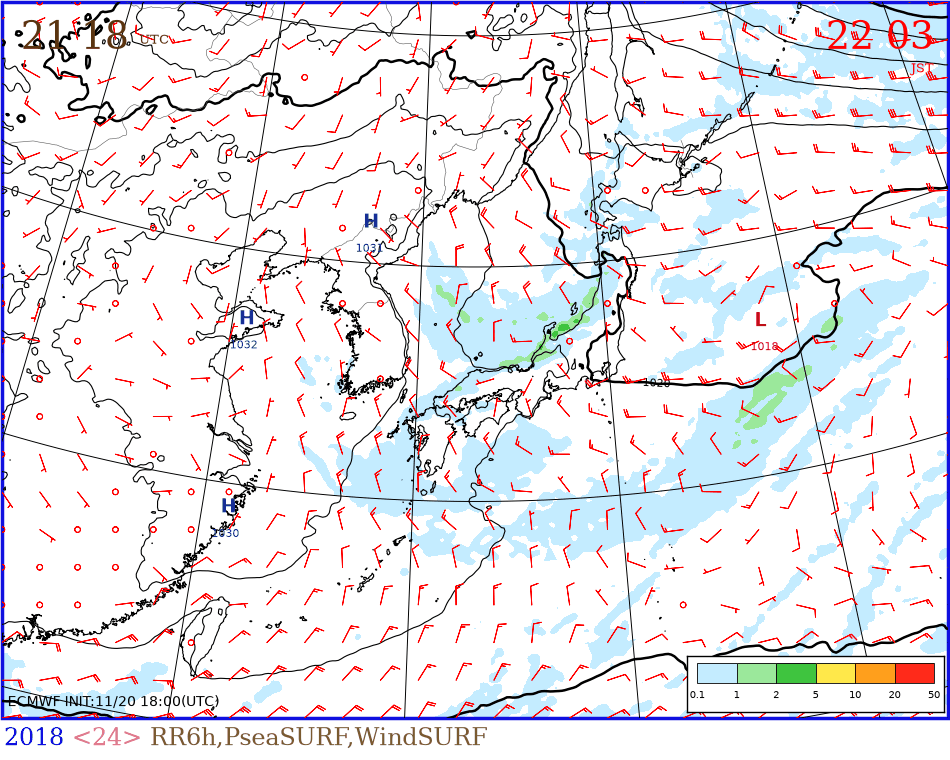 21 18 UTC 22 03 JST
H
1031
H
1032
L
1018
1020
H
1030
0.1 1 2 5 10 20 50
ECMWF INIT:11/20 18:00(UTC)
2018 <24> RR6h,PseaSURF,WindSURF